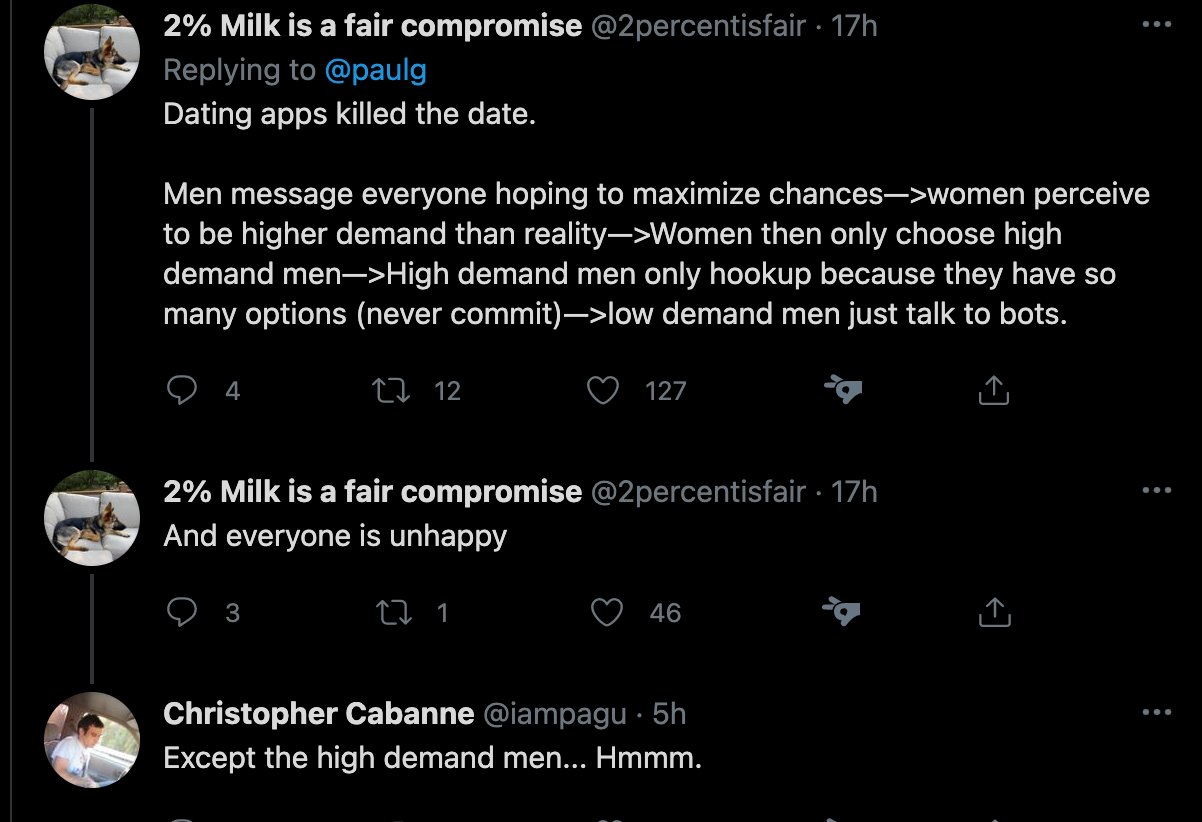 2% Milk is a fair compromise @2percentisfair · 17h
Replying to @paulg
Dating apps killed the date.
Men message everyone hoping to maximize chances—>women perceive
to be higher demand than reality—>Women then only choose high
demand men—>High demand men only hookup because they have so
many options (never commit)—>low demand men just talk to bots.
4 12 127
2% Milk is a fair compromise @2percentisfair · 17h
And everyone is unhappy
3 1 46
Christopher Cabanne @iampagu · 5h
Except the high demand men... Hmmm.